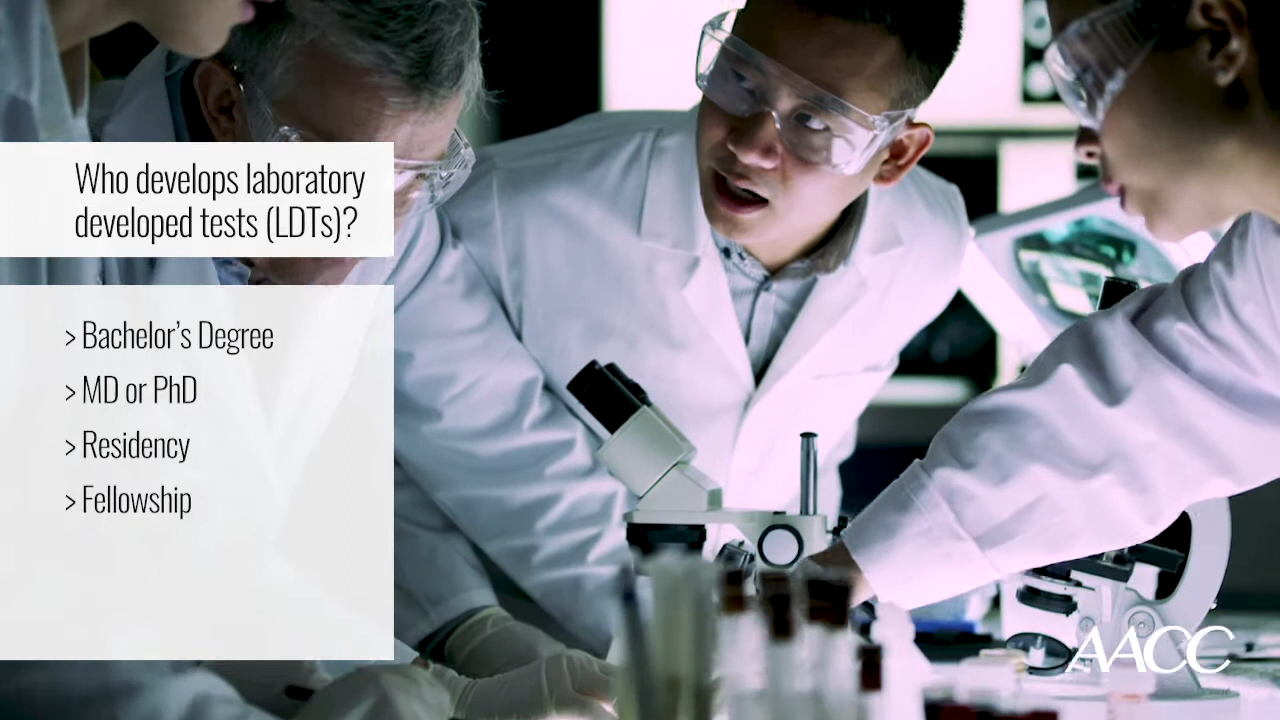 Who develops laboratory
developed tests (LDTs)?
> Bachelor’s Degree
> MD or PhD
> Residency
> Fellowship
AACC